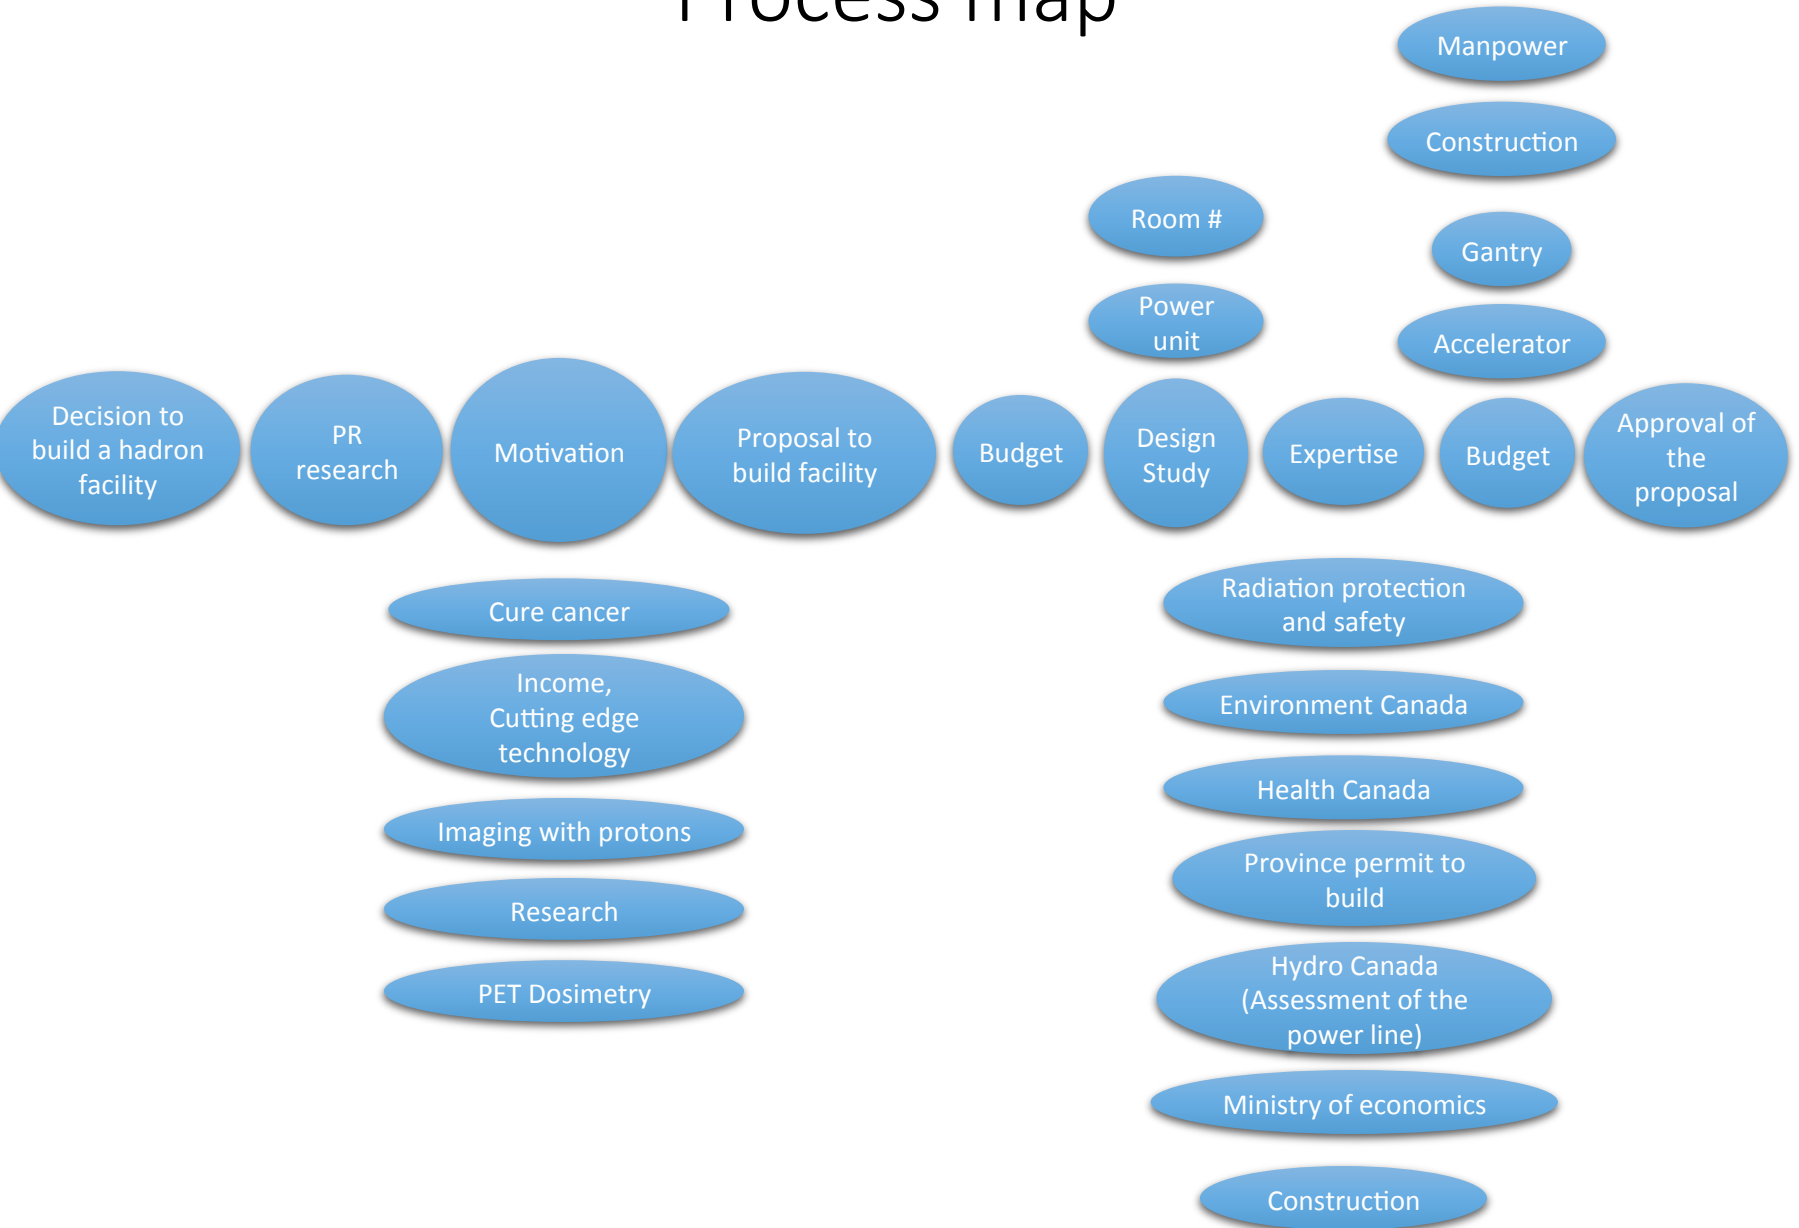 Process map
Manpower
Construction
Room #
Gantry
Power
unit
Accelerator
Decision to
build a hadron
facility
PR
research
Motivation
Proposal to
build facility
Budget
Design
Study
Expertise
Budget
Approval of
the
proposal
Cure cancer
Income,
Cutting edge
technology
Imaging with protons
Research
PET Dosimetry
Radiation protection
and safety
Environment Canada
Health Canada
Province permit to
build
Hydro Canada
(Assessment of the
power line)
Ministry of economics
Construction